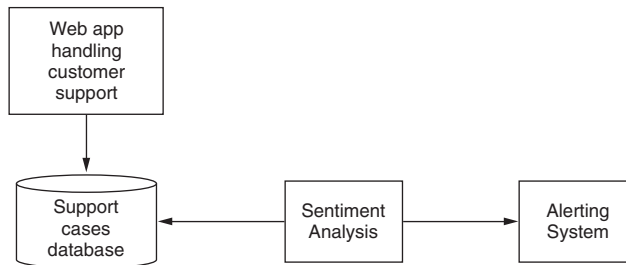 Web app
handling
customer
support
Support
cases
database
Sentiment
Analysis
Alerting
System